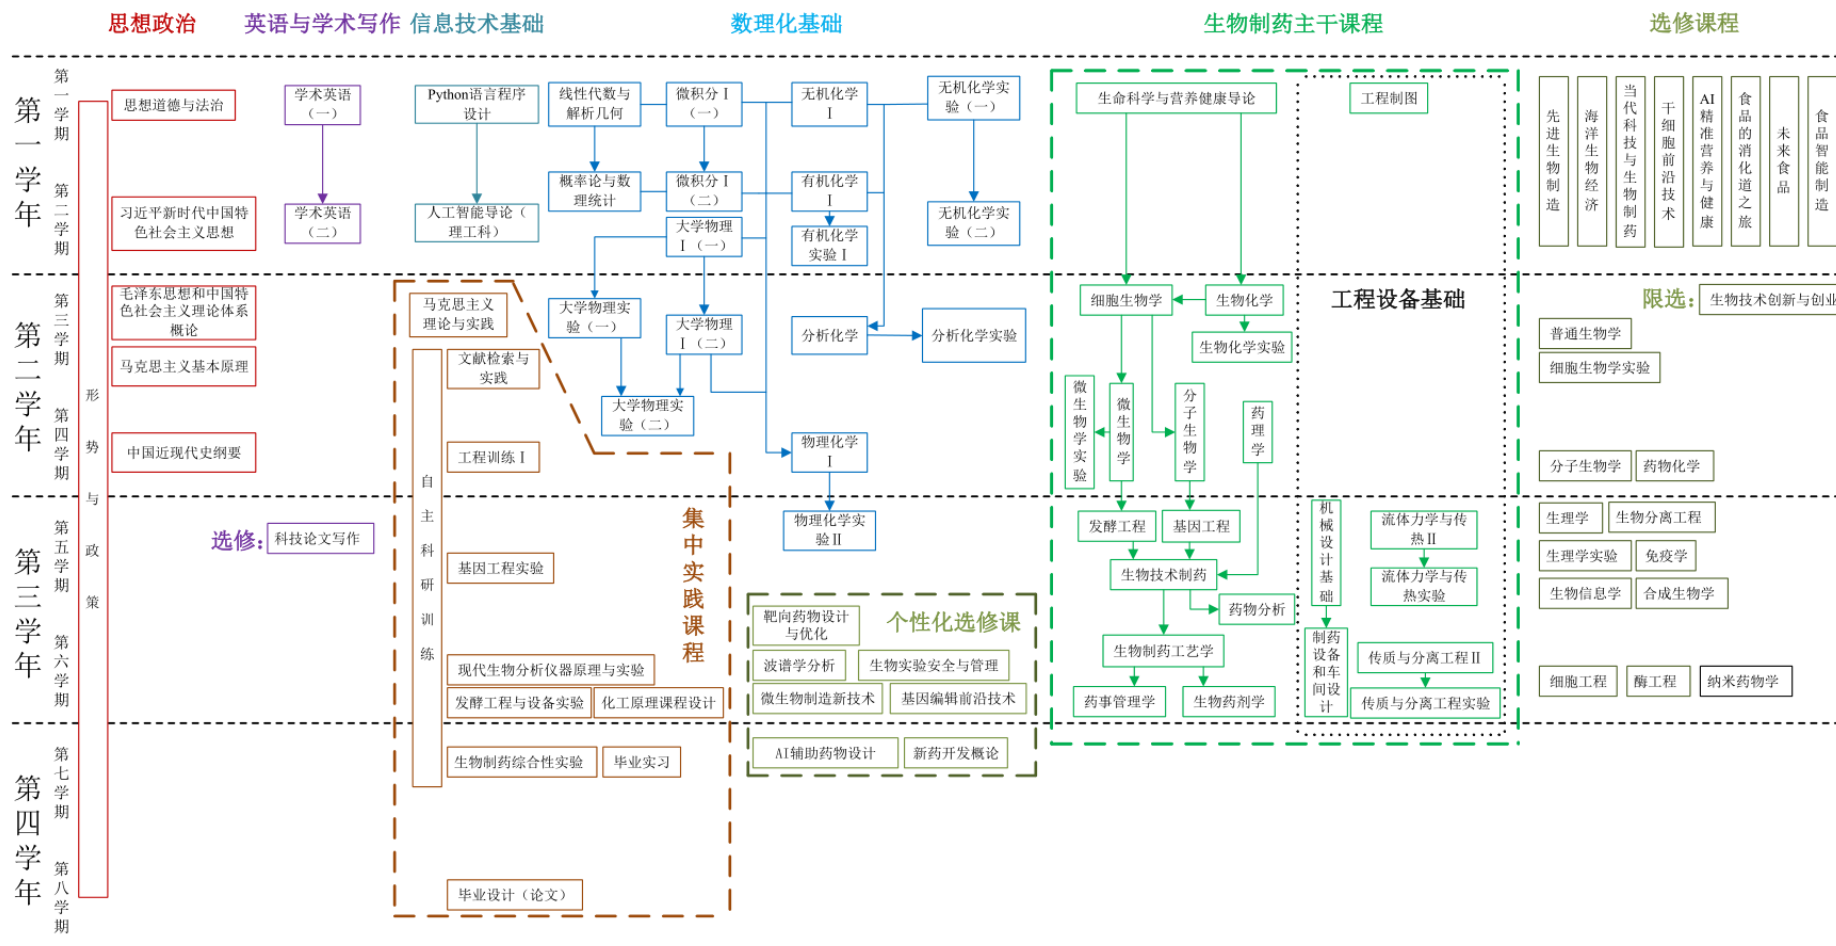 思想政治
英语与学术写作
信息技术基础
数理化基础
生物制药主干课程
选修课程
第一学年
第一学期
第二学期
思想道德与法治
习近平新时代中国特
色社会主义思想
学术英语
（一）
学术英语
（二）
Python语言程序
设计
人工智能导论（
理工科）
线性代数与
解析几何
微积分Ⅰ
（一）
无机化学
Ⅰ
无机化学实
验（一）
概率论与数
理统计
微积分Ⅰ
（二）
有机化学
Ⅰ
无机化学实
验（二）
大学物理
Ⅰ（一）
有机化学
实验Ⅰ
生命科学与营养健康导论
工程制图
先进生物制造
海洋生物经济
当代科技与生物制药
干细胞前沿技术
AI精准营养与健康
食品的消化道之旅
未来食品
食品智能制造
第二学年
第三学期
第四学期
毛泽东思想和中国特
色社会主义理论体系
概论
马克思主义基本原理
中国近现代史纲要
形势与政策
马克思主义
理论与实践
文献检索与
实践
工程训练Ⅰ
自主科研训练
大学物理实
验（一）
大学物理
Ⅰ（二）
大学物理实
验（二）
分析化学
分析化学实验
物理化学
Ⅰ
细胞生物学
生物化学
生物化学实验
微生物学实验
微生物学
分子生物学
药理学
工程设备基础
限选：
生物技术创新与创业
普通生物学
细胞生物学实验
分子生物学
药物化学
第三学年
第五学期
第六学期
选修：
科技论文写作
基因工程实验
集中实践课程
现代生物分析仪器原理与实验
发酵工程与设备实验
化工原理课程设计
物理化学实
验Ⅱ
靶向药物设计
与优化
个性化选修课
波谱学分析
生物实验安全与管理
微生物制造新技术
基因编辑前沿技术
发酵工程
基因工程
生物技术制药
药物分析
生物制药工艺学
药事管理学
生物药剂学
机械设计基础
流体力学与传
热Ⅱ
流体力学与传
热实验
制药
设备
和车
间设
计
传质与分离工程Ⅱ
传质与分离工程实验
生理学
生物分离工程
生理学实验
免疫学
生物信息学
合成生物学
细胞工程
酶工程
纳米药物学
第四学年
第七学期
第八学期
生物制药综合性实验
毕业实习
AI辅助药物设计
新药开发概论
毕业设计（论文）